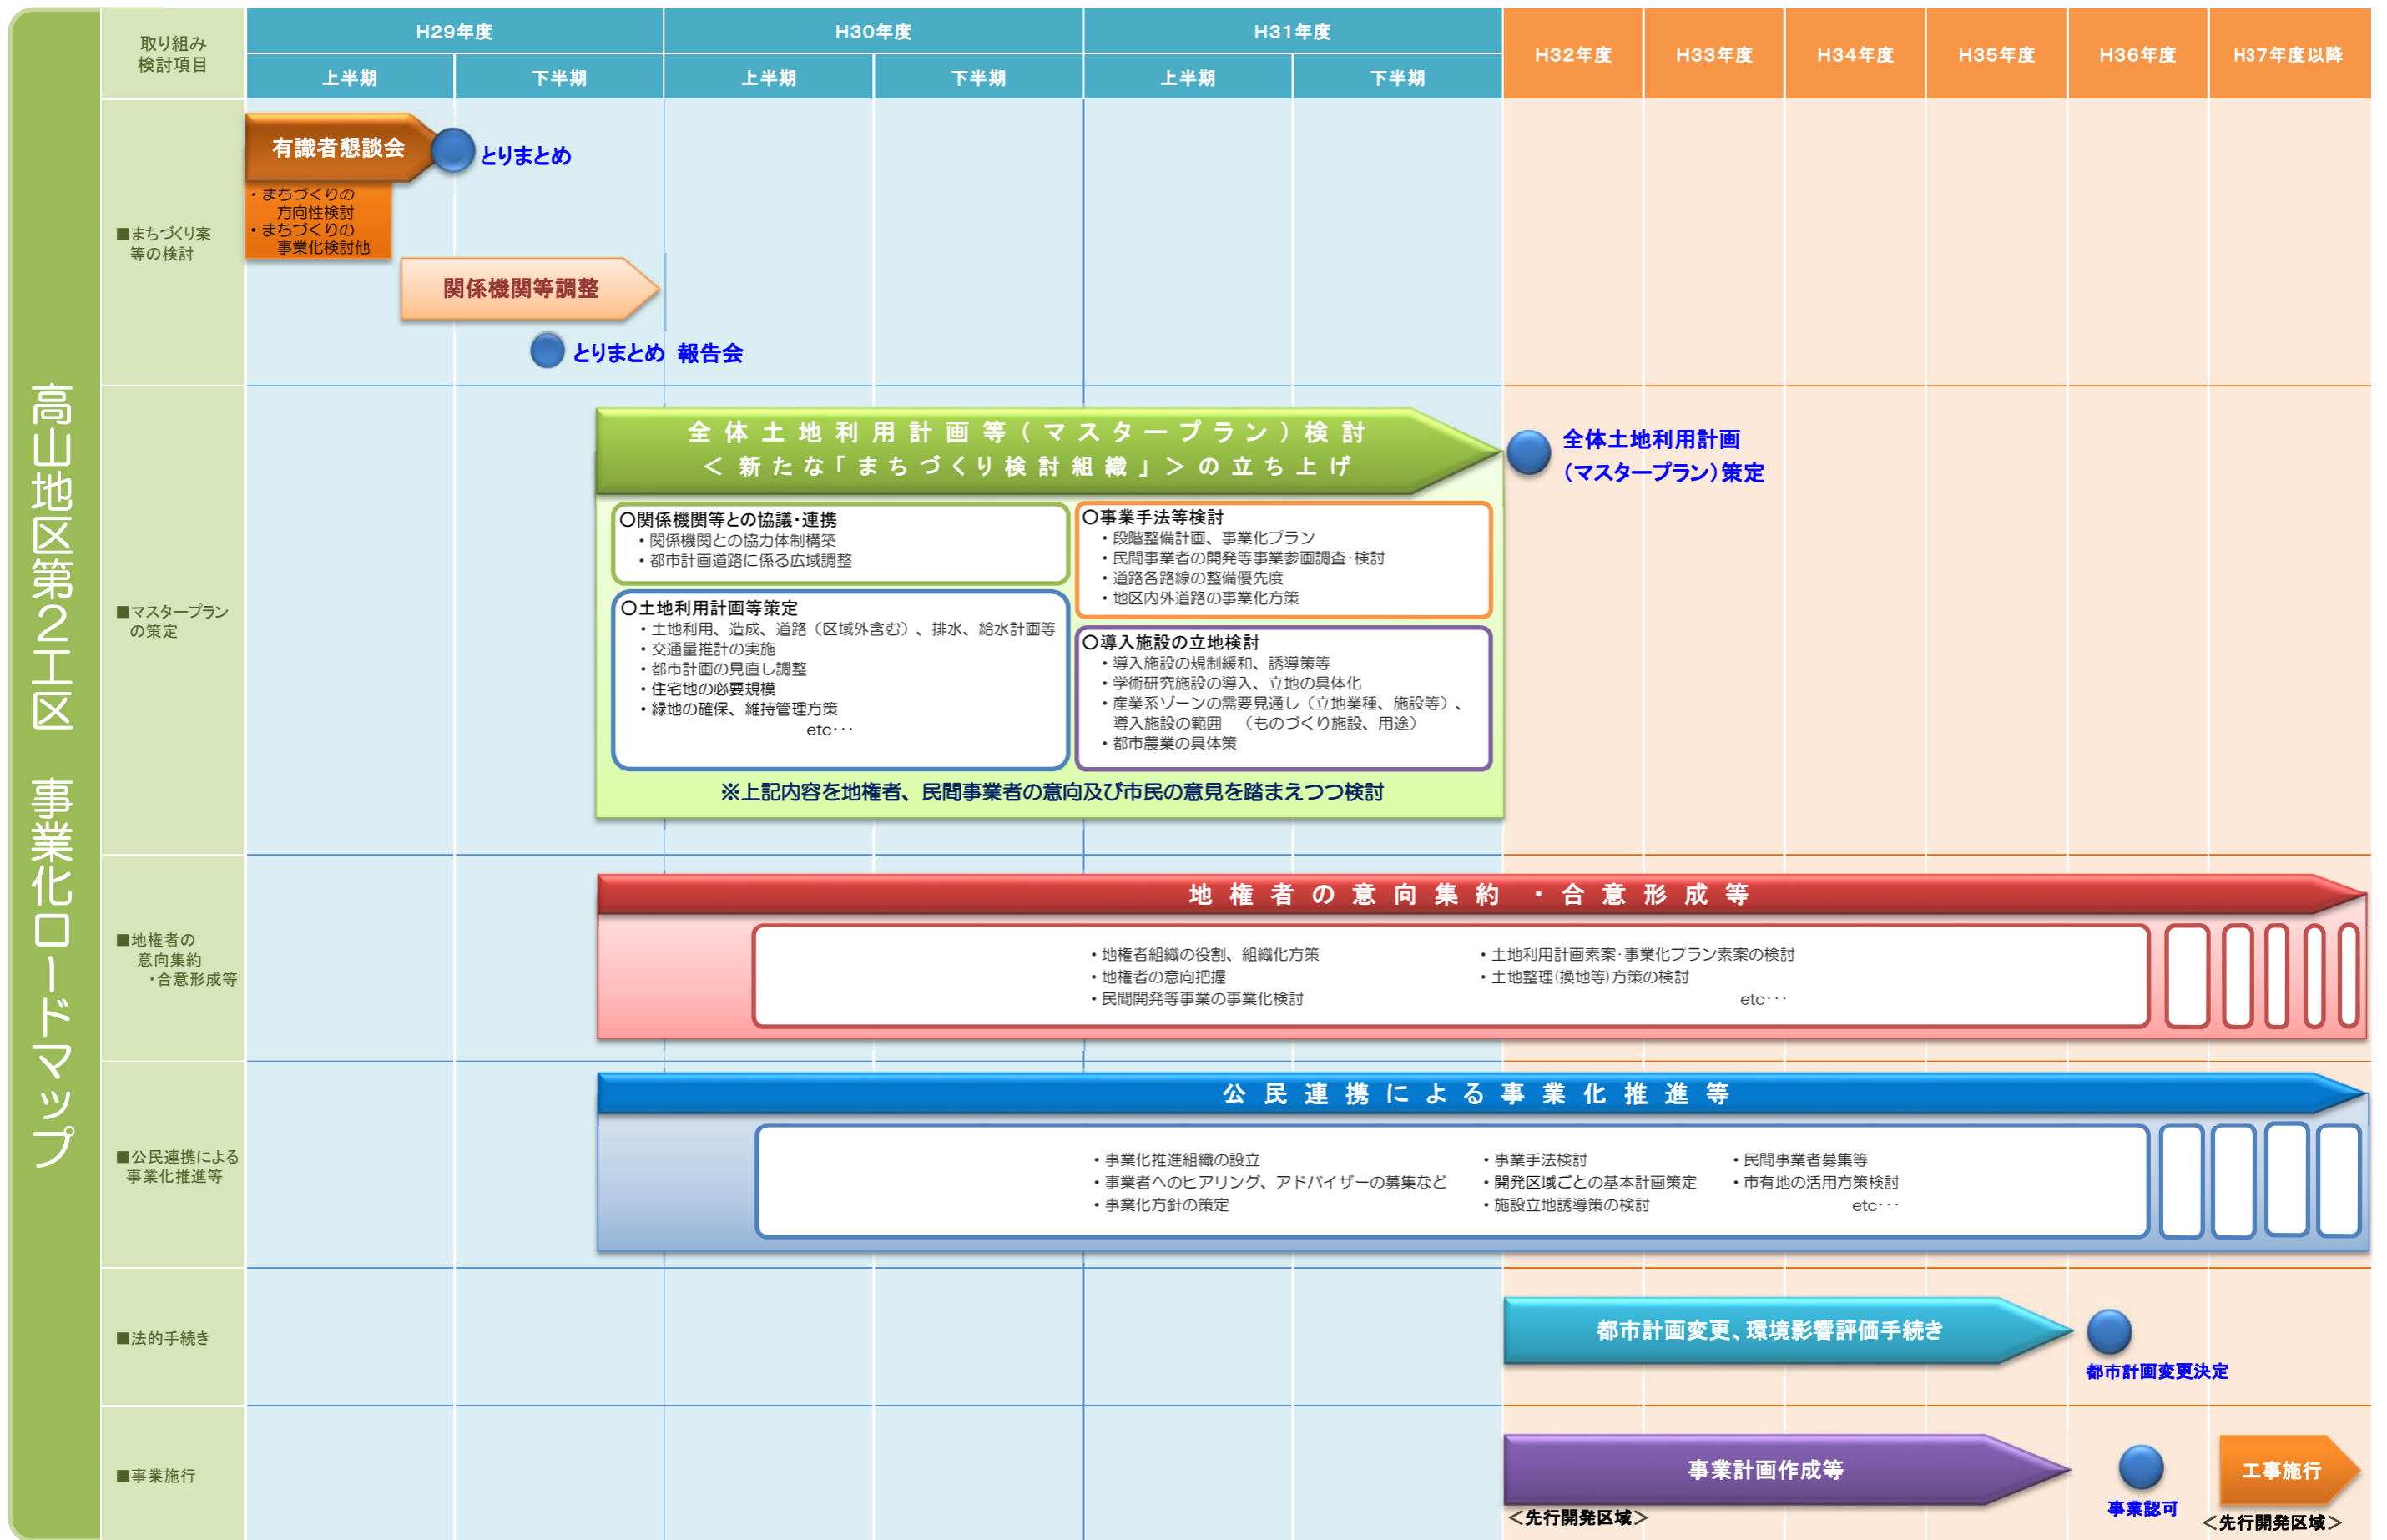 高山地区第2工区 事業化ロードマップ
取り組み
検討項目
H29年度
H30年度
H31年度
H32年度
H33年度
H34年度
H35年度
H36年度
H37年度以降
上半期
下半期
上半期
下半期
上半期
下半期
■まちづくり案
等の検討
有識者懇談会
とりまとめ
・まちづくりの
方向性検討
・まちづくりの
事業化検討他
関係機関等調整
とりまとめ 報告会
■マスタープラン
の策定
全体土地利用計画等(マスタープラン)検討
<新たな「まちづくり検討組織」>の立ち上げ
全体土地利用計画
(マスタープラン)策定
○関係機関等との協議・連携
・関係機関との協力体制構築
・都市計画道路に係る広域調整
○土地利用計画等策定
・土地利用、造成、道路(区域外含む)、排水、給水計画等
・交通量推計の実施
・都市計画の見直し調整
・住宅地の必要規模
・緑地の確保、維持管理方策
etc・・・
○事業手法等検討
・段階整備計画、事業化プラン
・民間事業者の開発等事業参画調査・検討
・道路各路線の整備優先度
・地区内外道路の事業化方策
○導入施設の立地検討
・導入施設の規制緩和、誘導策等
・学術研究施設の導入、立地の具体化
・産業系ゾーンの需要見通し(立地業種、施設等)、
導入施設の範囲 (ものづくり施設、用途)
・都市農業の具体策
※上記内容を地権者、民間事業者の意向及び市民の意見を踏まえつつ検討
■地権者の
意向集約
・合意形成等
地権者の意向集約・合意形成等
・地権者組織の役割、組織化方策
・地権者の意向把握
・民間開発等事業の事業化検討
・土地利用計画素案・事業化プラン素案の検討
・土地整理(換地等)方策の検討
etc・・・
■公民連携による
事業化推進等
公民連携による事業化推進等
・事業化推進組織の設立
・事業者へのヒアリング、アドバイザーの募集など
・事業化方針の策定
・事業手法検討
・開発区域ごとの基本計画策定
・施設立地誘導策の検討
・民間事業者募集等
・市有地の活用方策検討
etc・・・
■法的手続き
都市計画変更、環境影響評価手続き
都市計画変更決定
■事業施行
事業計画作成等
<先行開発区域>
事業認可
工事施行
<先行開発区域>